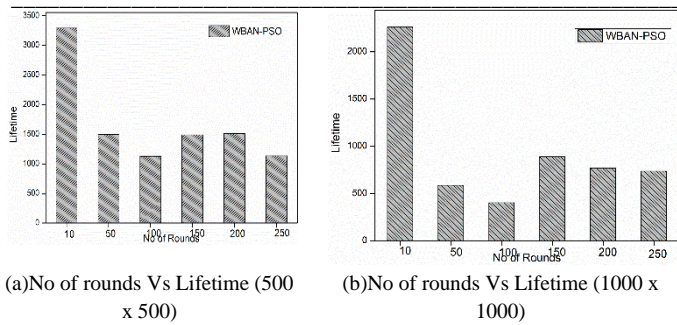 3500
3000
2500
2000
1500
1000
500
0
Lifetime
WBAN-PSO
10
50
100
150
200
250
No of Rounds
2000
1500
1000
500
0
Lifetime
WBAN-PSO
10
50
100
150
200
250
No of Rounds
(a)No of rounds Vs Lifetime (500
x 500)
(b)No of rounds Vs Lifetime (1000 x
1000)